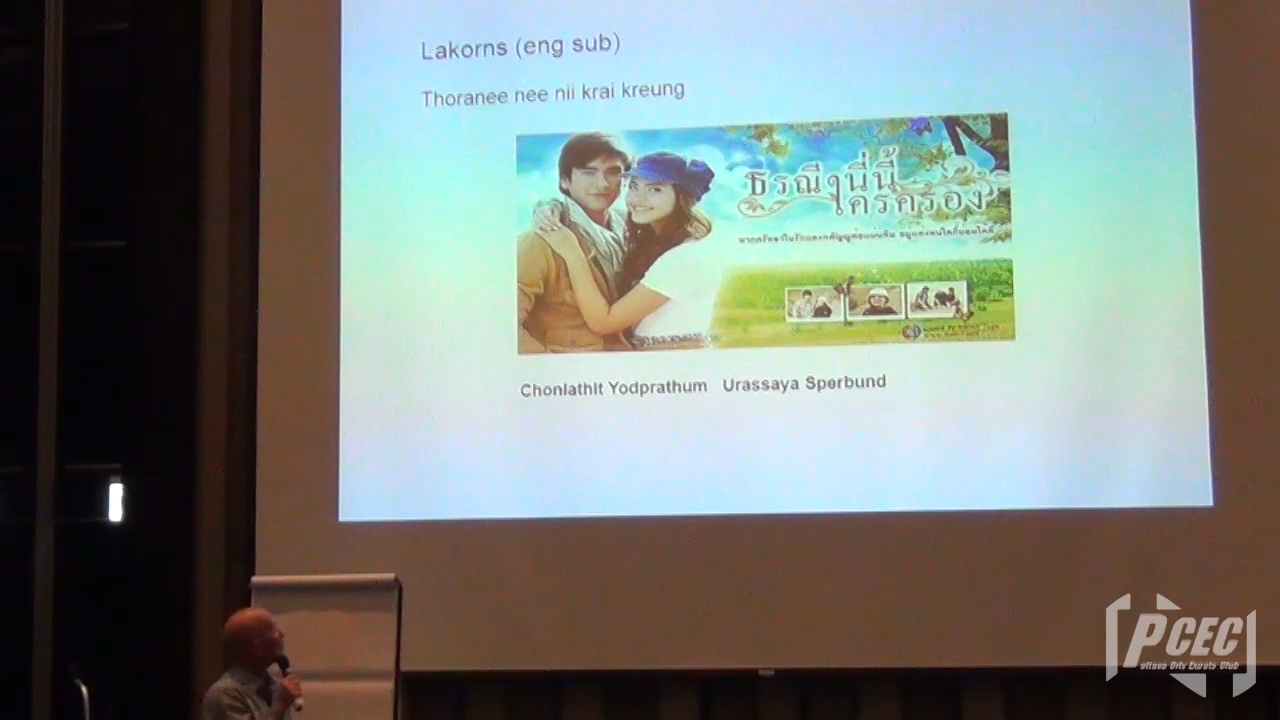 Lakorns (eng sub)
Thoranee nee nii krai kreung
ธรณีนี่นี้
ใครครอง
Chonlathit Yodprathum Urassaya Sperbund
PCEC